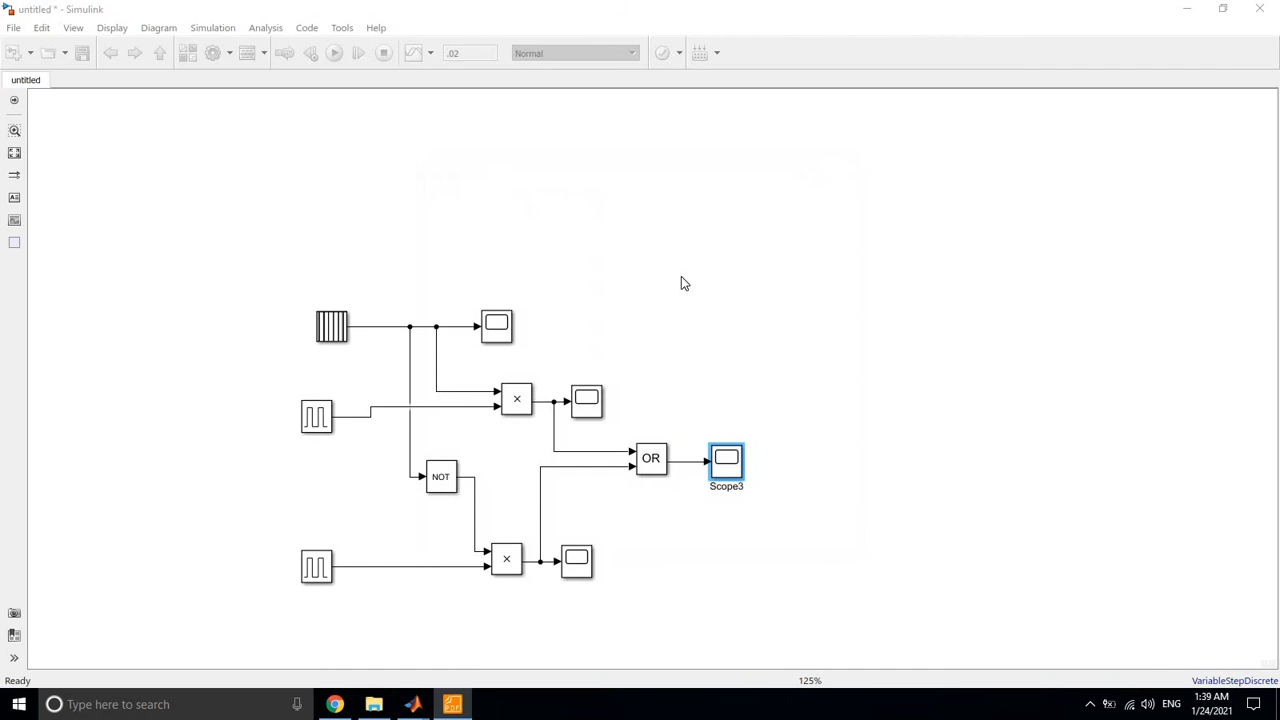 untitled * - Simulink
File Edit View Display Diagram Simulation Analysis Code Tools Help
.02 Normal
untitled
×
OR
NOT
Scope3
×
Ready 125% VariableStepDiscrete
Type here to search ENG 1:39 AM
1/24/2021
PDF